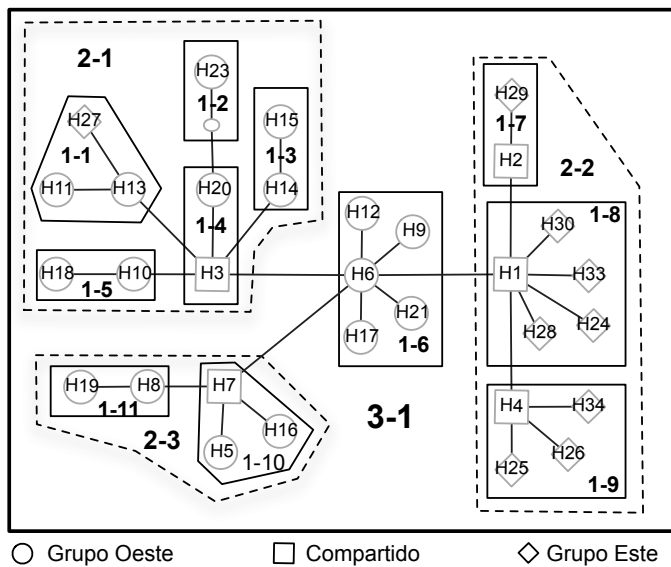 2-1
H23
1-2
H29
1-7
H2
2-2
H27
1-1
H11
H13
H15
1-3
H14
H20
1-4
H3
H18
H10
1-5
H12
H9
H6
H21
H17
1-6
1-8
H30
H1
H33
H24
H28
H19
H8
1-11
H7
H16
H5
1-10
2-3
3-1
H4
H34
H26
H25
1-9
Grupo Oeste
Compartido
Grupo Este